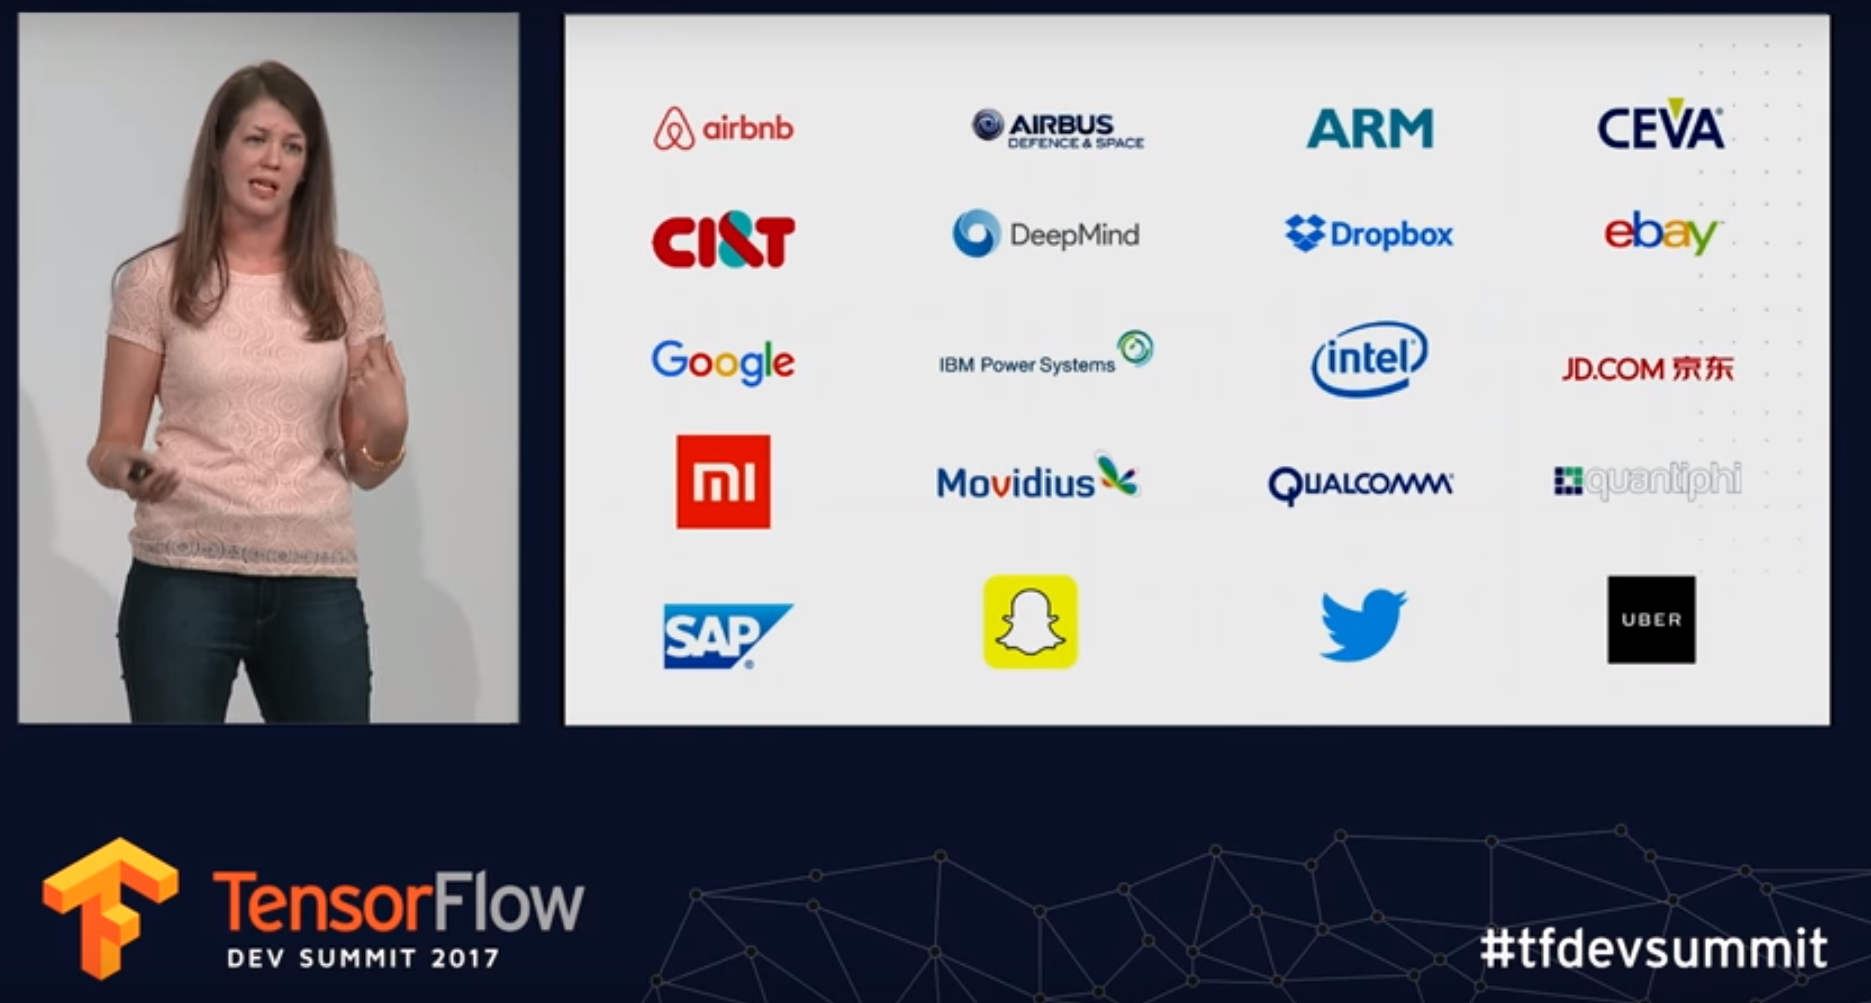 airbnb
AIRBUS
DEFENCE & SPACE
ARM
CEVA
CI&T
DeepMind
Dropbox
ebay
Google
IBM Power Systems
intel
JD.COM 京东
mi
Movidius
QUALCOMM
quantiphi
SAP
UBER
TensorFlow
DEV SUMMIT 2017
#tfdevsummit